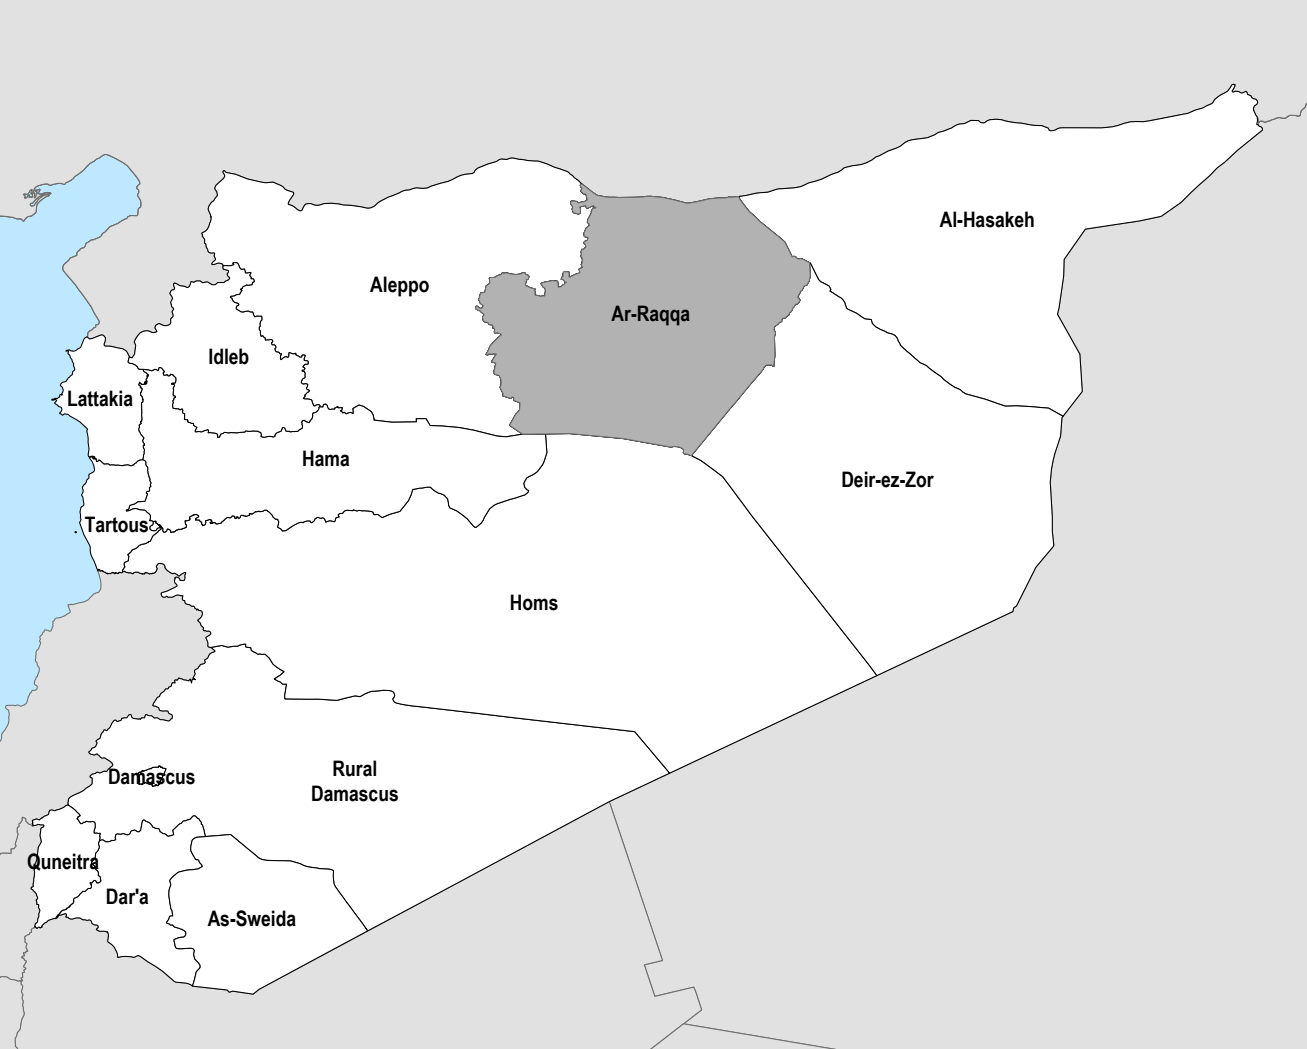 Al-Hasakeh
Aleppo
Ar-Raqqa
Idleb
Lattakia
Hama
Deir-ez-Zor
Tartous
Homs
Damascus
Rural
Damascus
Quneitra
Dar'a
As-Sweida